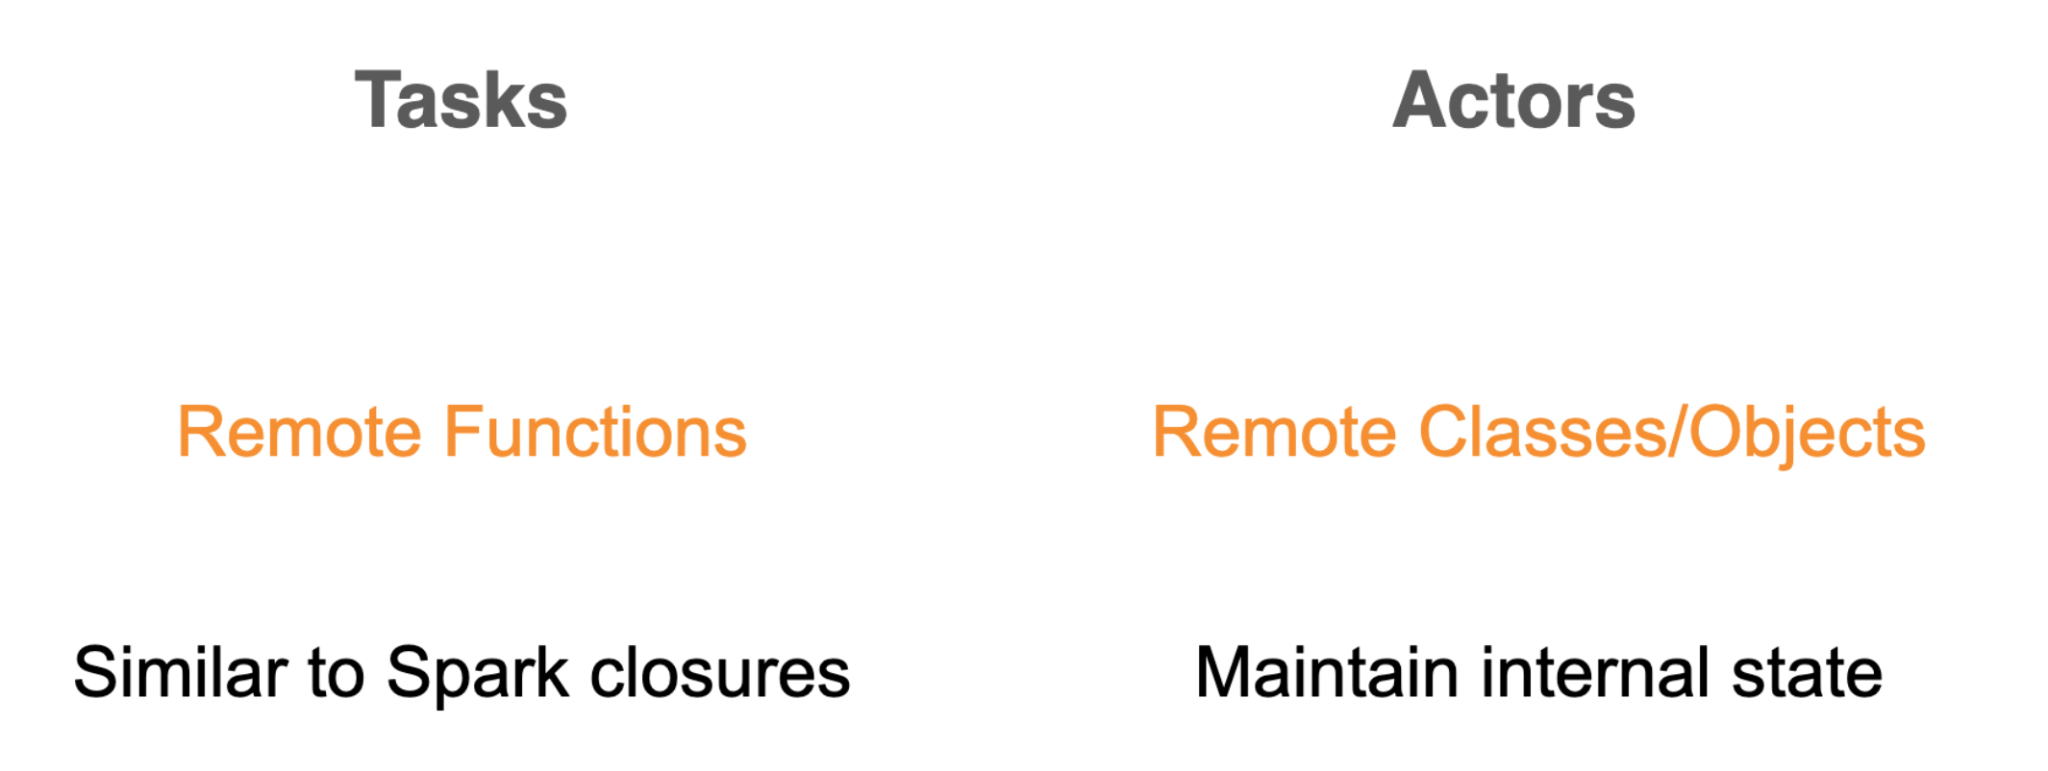 Tasks
Actors
Remote Functions
Remote Classes/Objects
Similar to Spark closures
Maintain internal state